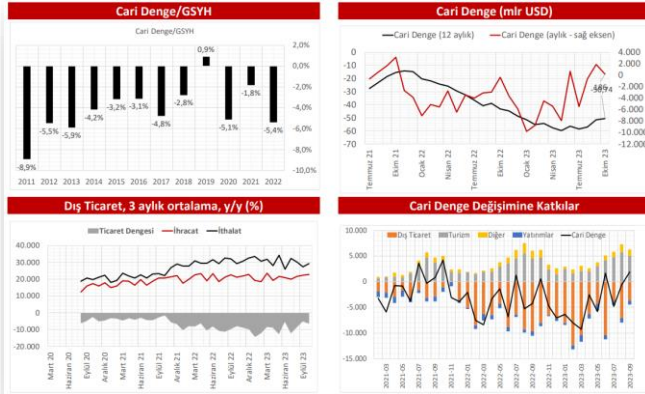 Cari Denge/GSYH
Cari Denge/GSYH
2,0%
0,0%
-2,0%
-4,0%
-6,0%
-8,0%
-10,0%
-8,9%
-5,5%
-5,9%
-4,2%
-3,2%
-3,1%
-4,8%
-2,8%
0,9%
-5,1%
-1,8%
-5,4%
2011 2012 2013 2014 2015 2016 2017 2018 2019 2020 2021 2022
Cari Denge (mlr USD)
Cari Denge (12 aylık) Cari Denge (aylık - sağ eksen)
0
-10
-20
-30
-40
-50
-60
-70
4.000
2.000
0
-2.000
-4.000
-6.000
-8.000
-10.000
-12.000
Temmuz 21
Ekim 21
Ocak 22
Nisan 22
Temmuz 22
Ekim 22
Ocak 23
Nisan 23
Temmuz 23
Ekim 23
Dış Ticaret, 3 aylık ortalama, y/y (%)
Ticaret Dengesi İhracat İthalat
40.000
30.000
20.000
10.000
0
-10.000
-20.000
Mart 20
Haziran 20
Eylül 20
Aralık 20
Mart 21
Haziran 21
Eylül 21
Aralık 21
Mart 22
Haziran 22
Eylül 22
Aralık 22
Mart 23
Haziran 23
Eylül 23
Cari Denge Değişimine Katkılar
Dış Ticaret Turizm Diğer Yatırımlar Cari Denge
10.000
5.000
0
-5.000
-10.000
-15.000
2021-03
2021-05
2021-07
2021-09
2021-11
2022-01
2022-03
2022-05
2022-07
2022-09
2022-11
2023-01
2023-03
2023-05
2023-07
2023-09